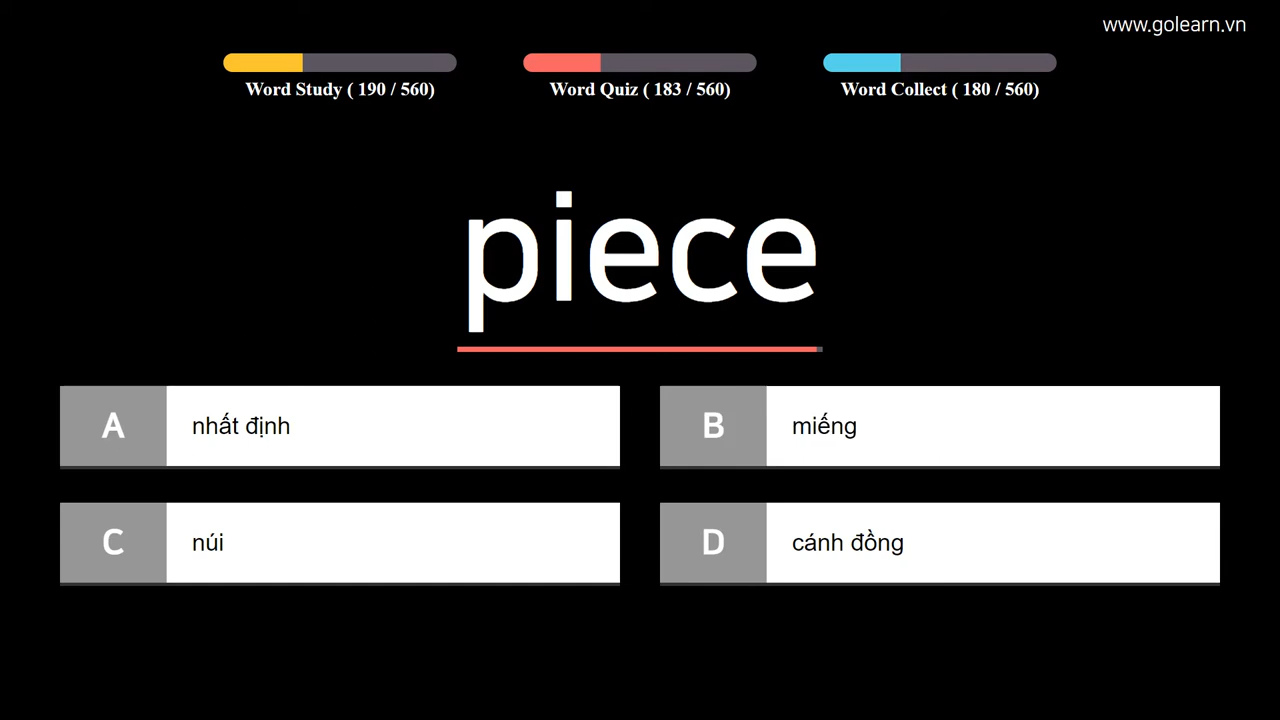 www.golearn.vn
Word Study ( 190 / 560)
Word Quiz ( 183 / 560)
Word Collect ( 180 / 560)
piece
A nhất định
B miếng
C núi
D cánh đồng